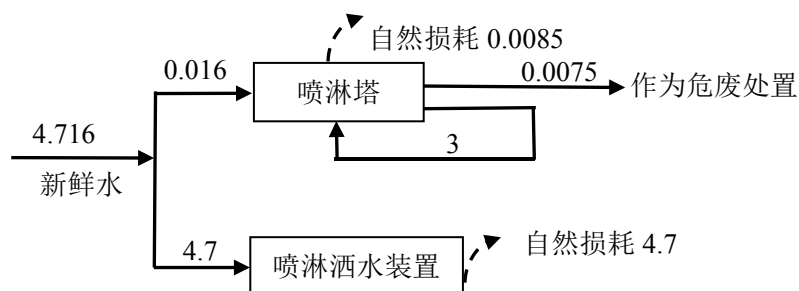 自然损耗 0.0085
0.016
0.0075
喷淋塔
作为危废处置
4.716
3
新鲜水
4.7
喷淋洒水装置
自然损耗 4.7